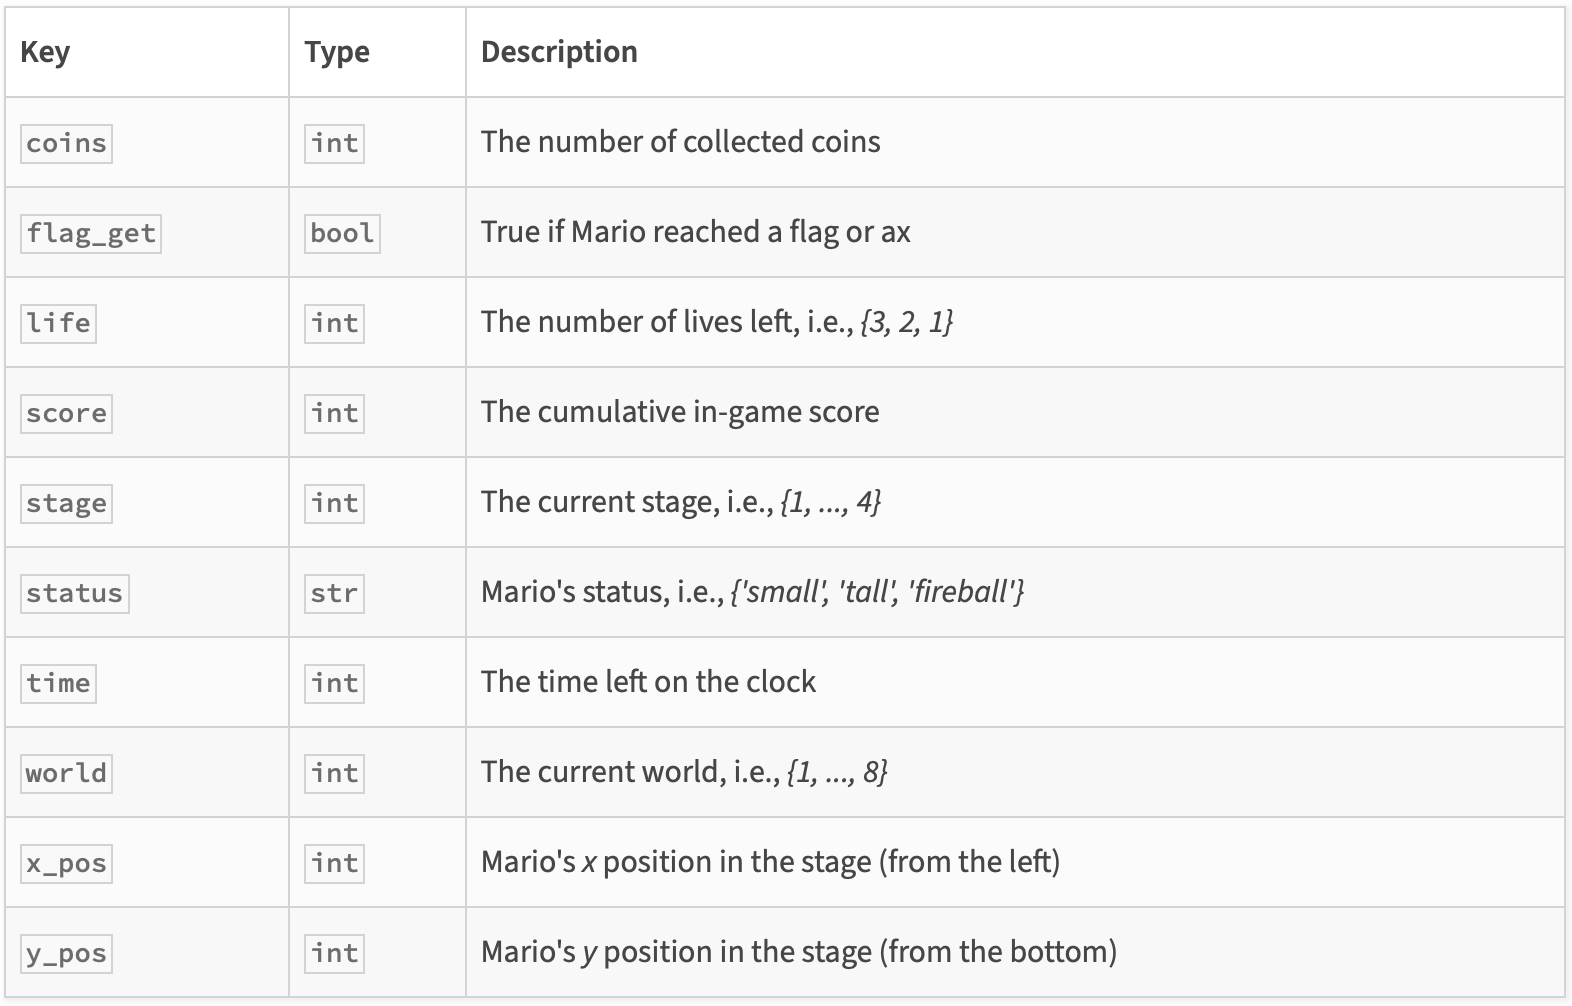 Key Type Description
coins int The number of collected coins
flag_get bool True if Mario reached a flag or ax
life int The number of lives left, i.e., {3, 2, 1}
score int The cumulative in-game score
stage int The current stage, i.e., {1, ..., 4}
status str Mario's status, i.e., {'small', 'tall', 'fireball'}
time int The time left on the clock
world int The current world, i.e., {1, ..., 8}
x_pos int Mario's x position in the stage (from the left)
y_pos int Mario's y position in the stage (from the bottom)